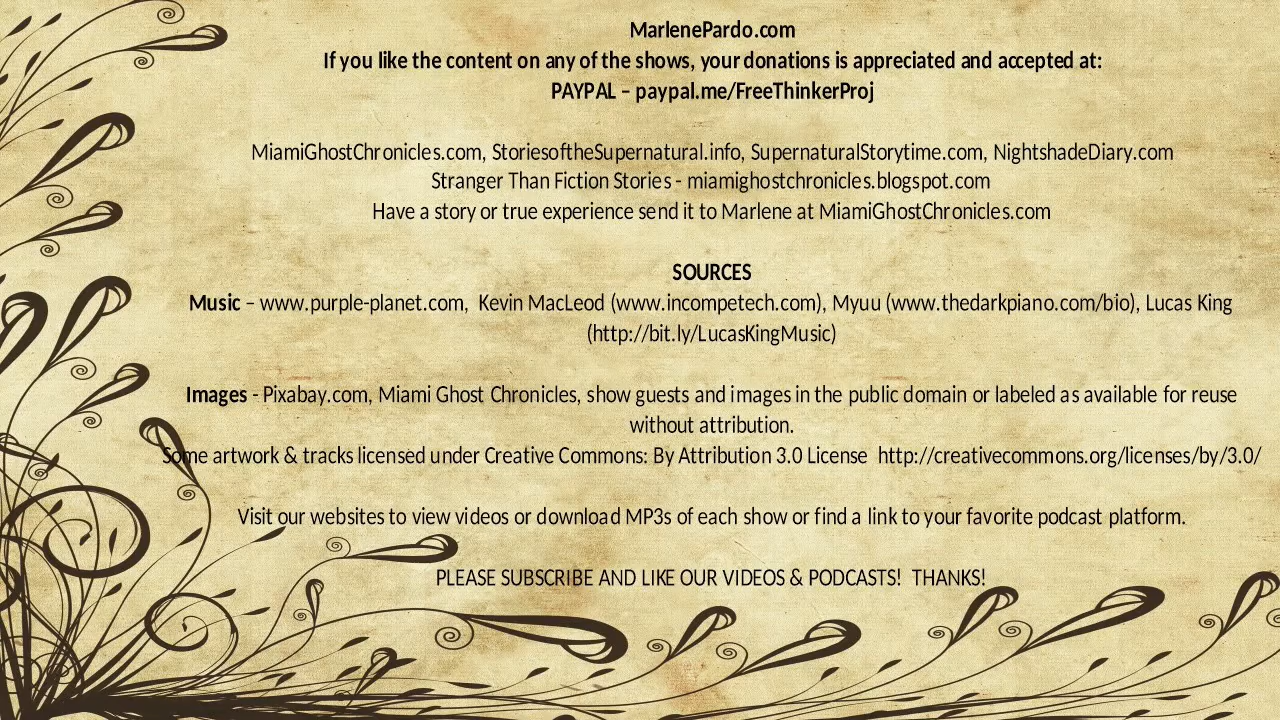 MarlenePardo.com
If you like the content on any of the shows, your donations is appreciated and accepted at:
PAYPAL – paypal.me/FreeThinkerProj
MiamiGhostChronicles.com, StoriesoftheSupernatural.info, SupernaturalStorytime.com, NightshadeDiary.com
Stranger Than Fiction Stories - miamighostchronicles.blogspot.com
Have a story or true experience send it to Marlene at MiamiGhostChronicles.com
SOURCES
Music – www.purple-planet.com,  Kevin MacLeod (www.incompetech.com), Myuu (www.thedarkpiano.com/bio), Lucas King
(http://bit.ly/LucasKingMusic)
Images - Pixabay.com, Miami Ghost Chronicles, show guests and images in the public domain or labeled as available for reuse
without attribution.
Some artwork & tracks licensed under Creative Commons: By Attribution 3.0 License  http://creativecommons.org/licenses/by/3.0/
Visit our websites to view videos or download MP3s of each show or find a link to your favorite podcast platform.
PLEASE SUBSCRIBE AND LIKE OUR VIDEOS & PODCASTS!  THANKS!